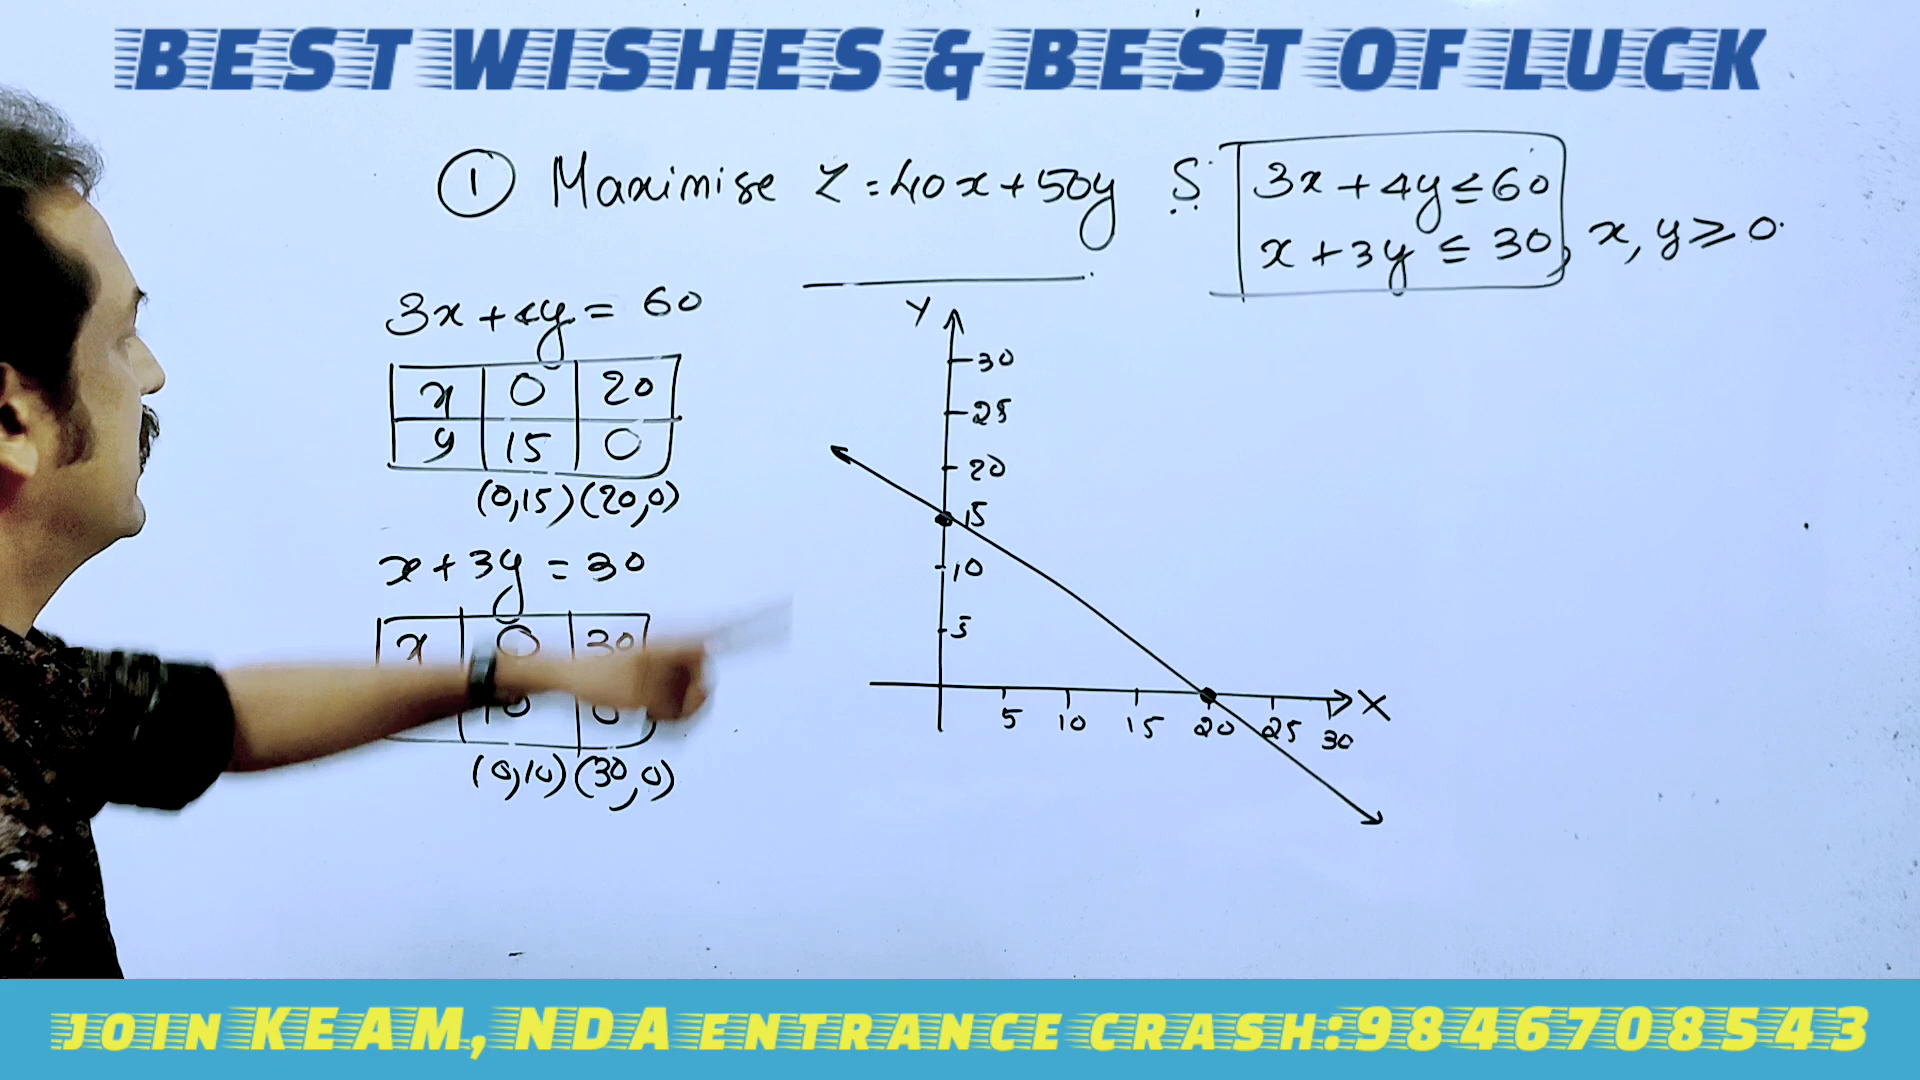 BEST WISHES & BEST OF LUCK
① Maximise Z = 40x + 50y S. 3x + 4y ≤ 60
x + 3y ≤ 30, x, y ≥ 0.
3x + 4y = 60
x 0 20
y 15 0
(0,15) (20,0)
x + 3y = 30
x 0 30
10 0
(0,10) (30,0)
Y
30
25
20
15
10
5
5 10 15 20 25 30 X
JOIN KEAM, NDA ENTRANCE CRASH:9846708543